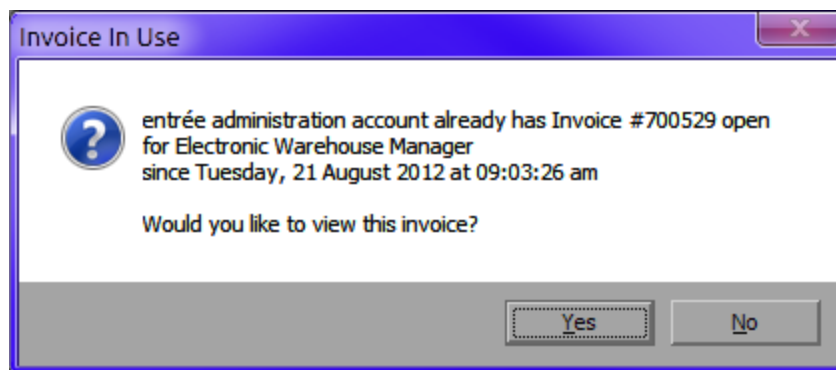 Invoice In Use
entrée administration account already has Invoice #700529 open
for Electronic Warehouse Manager
since Tuesday, 21 August 2012 at 09:03:26 am
Would you like to view this invoice?
Yes No